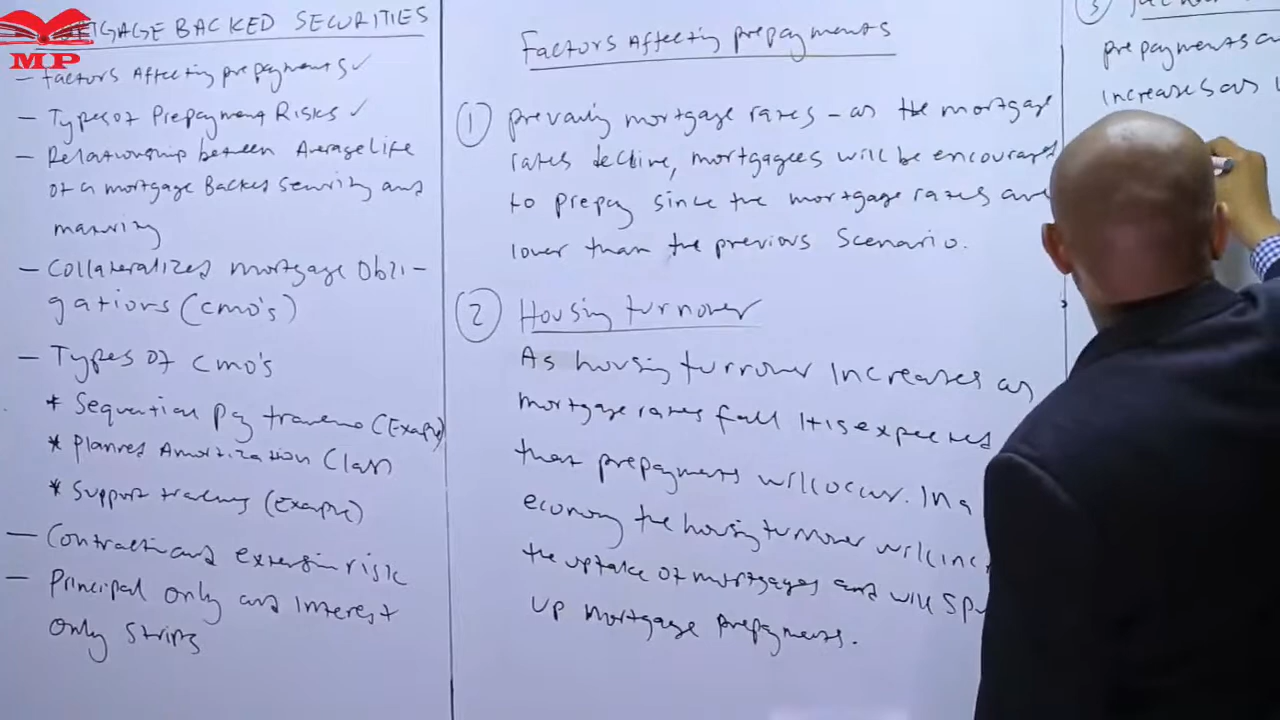 MORTGAGE BACKED SECURITIES
MP
- Factors Affecting prepayments ✓
- Types of Prepayment Risks ✓
- Relationship between Average Life
of a mortgage Backed Security and
maturity
- Collateralized mortgage Obli -
gations (cmo's)
- Types of cmo's
* Sequential Pay tranche (Example)
* Planned Amortization Class
* Support tranches (Example)
- Contraction and extension risk
- Principal only and interest
only strips
Factors Affecting prepayments
① prevailing mortgage rates - as the mortgage
rates decline, mortgagees will be encouraged
to prepay since the mortgage rates are
lower than the previous Scenario.
② Housing turnover
As housing turnover increases as
mortgage rates fall it is expected
that prepayments will occur. In a
economy the housing turnover will inc
the uptake of mortgages and will sp
up mortgage prepayments.
③
prepayments
increases as